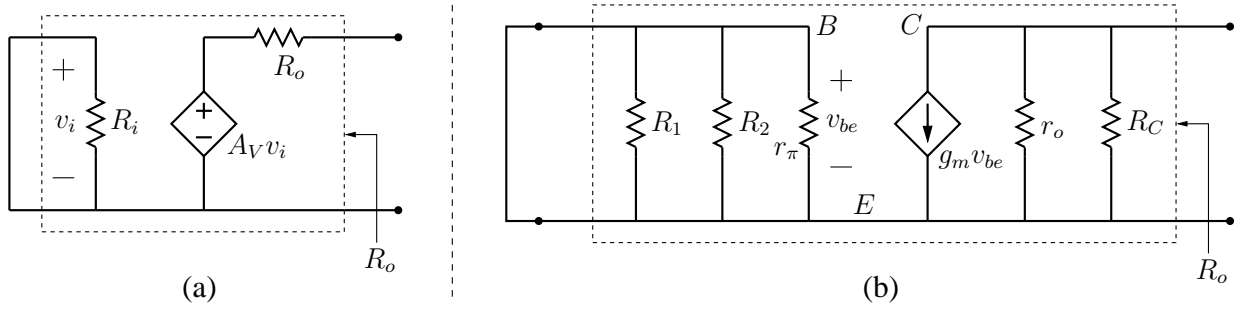 +
v_i
−
R_i
+
−
A_V v_i
R_o
R_o
(a)
B
C
R_1
R_2
r_π
+
v_be
−
g_m v_be
r_o
R_C
E
R_o
(b)